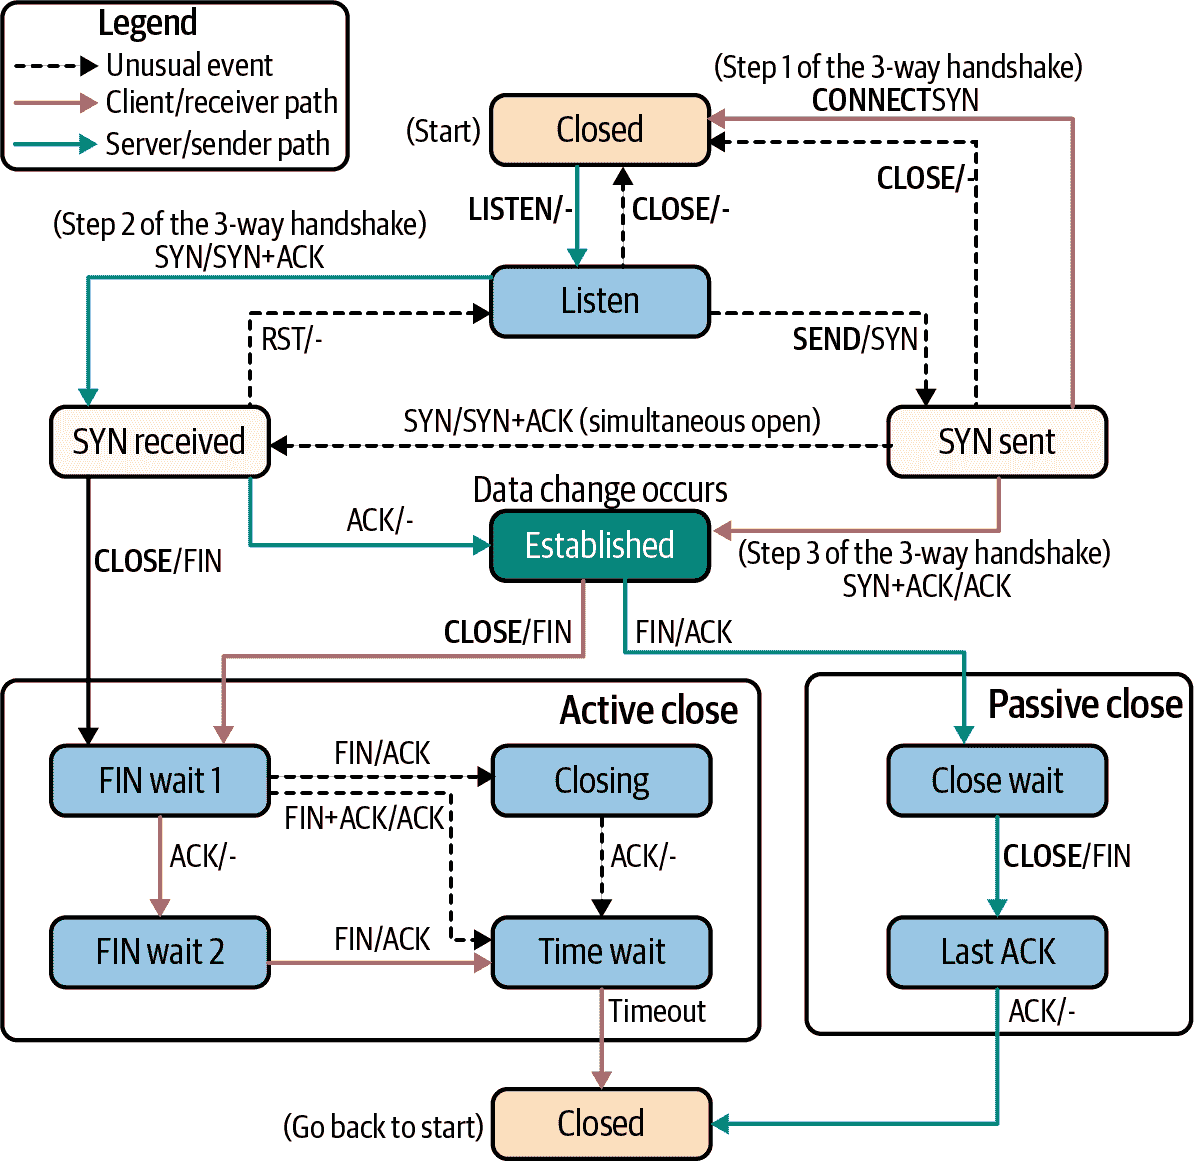 Legend
Unusual event
Client/receiver path
Server/sender path
(Step 1 of the 3-way handshake)
CONNECTSYN
(Start)
Closed
CLOSE/-
LISTEN/-
CLOSE/-
(Step 2 of the 3-way handshake)
SYN/SYN+ACK
Listen
RST/-
SEND/SYN
SYN/SYN+ACK (simultaneous open)
SYN received
SYN sent
Data change occurs
ACK/-
Established
(Step 3 of the 3-way handshake)
SYN+ACK/ACK
CLOSE/FIN
CLOSE/FIN
FIN/ACK
Active close
Passive close
FIN wait 1
FIN/ACK
Closing
Close wait
FIN+ACK/ACK
ACK/-
ACK/-
CLOSE/FIN
FIN wait 2
FIN/ACK
Time wait
Last ACK
Timeout
ACK/-
(Go back to start)
Closed